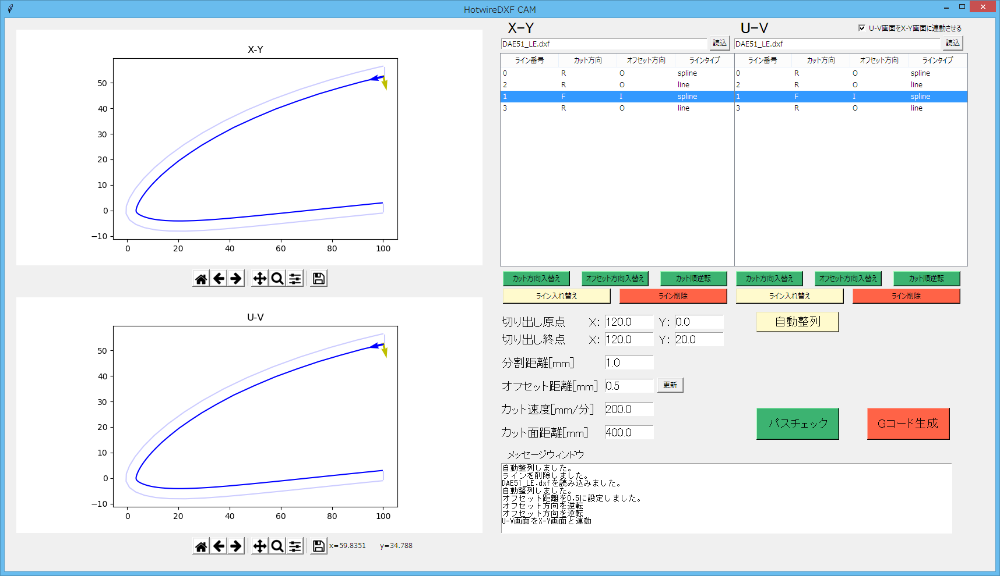 HotwireDXF CAM
X-Y
50
40
30
20
10
0
−10
0 20 40 60 80 100
U-V
50
40
30
20
10
0
−10
0 20 40 60 80 100
x=59.8351 y=34.788
X-Y
U-V
U-V画面をX-Y画面に連動させる
DAE51_LE.dxf 読込
DAE51_LE.dxf 読込
ライン番号 カット方向 オフセット方向 ラインタイプ ライン番号 カット方向 オフセット方向 ラインタイプ
0 R O spline 0 R O spline
2 R O line 2 R O line
1 F I spline 1 F I spline
3 R O line 3 R O line
カット方向入替え オフセット方向入替え カット順逆転 カット方向入替え オフセット方向入替え カット順逆転
ライン入れ替え ライン削除 ライン入れ替え ライン削除
切り出し原点 X: 120.0 Y: 0.0 自動整列
切り出し終点 X: 120.0 Y: 20.0
分割距離[mm] 1.0
オフセット距離[mm] 0.5 更新
カット速度[mm/分] 200.0
カット面距離[mm] 400.0
パスチェック Gコード生成
メッセージウィンドウ
自動整列しました。
ラインを削除しました。
DAE51_LE.dxfを読み込みました。
自動整列しました。
オフセット距離を0.5に設定しました。
オフセット方向を逆転
オフセット方向を逆転
U-V画面をX-Y画面と連動